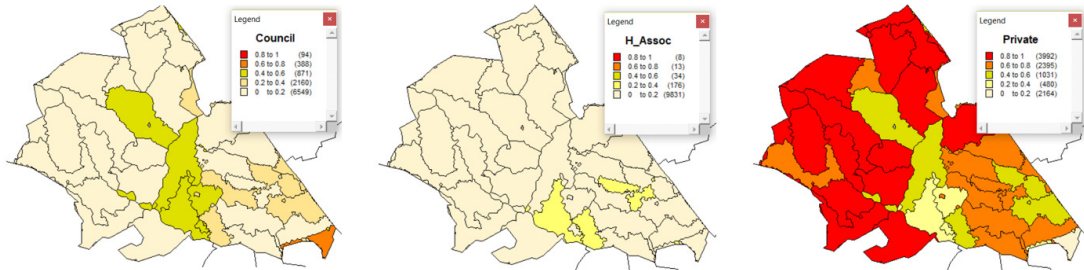 Legend
Council
0.8 to 1 (94)
0.6 to 0.8 (388)
0.4 to 0.6 (871)
0.2 to 0.4 (2160)
0 to 0.2 (6549)
Legend
H_Assoc
0.8 to 1 (8)
0.6 to 0.8 (13)
0.4 to 0.6 (34)
0.2 to 0.4 (176)
0 to 0.2 (9831)
Legend
Private
0.8 to 1 (3992)
0.6 to 0.8 (2395)
0.4 to 0.6 (1031)
0.2 to 0.4 (480)
0 to 0.2 (2164)